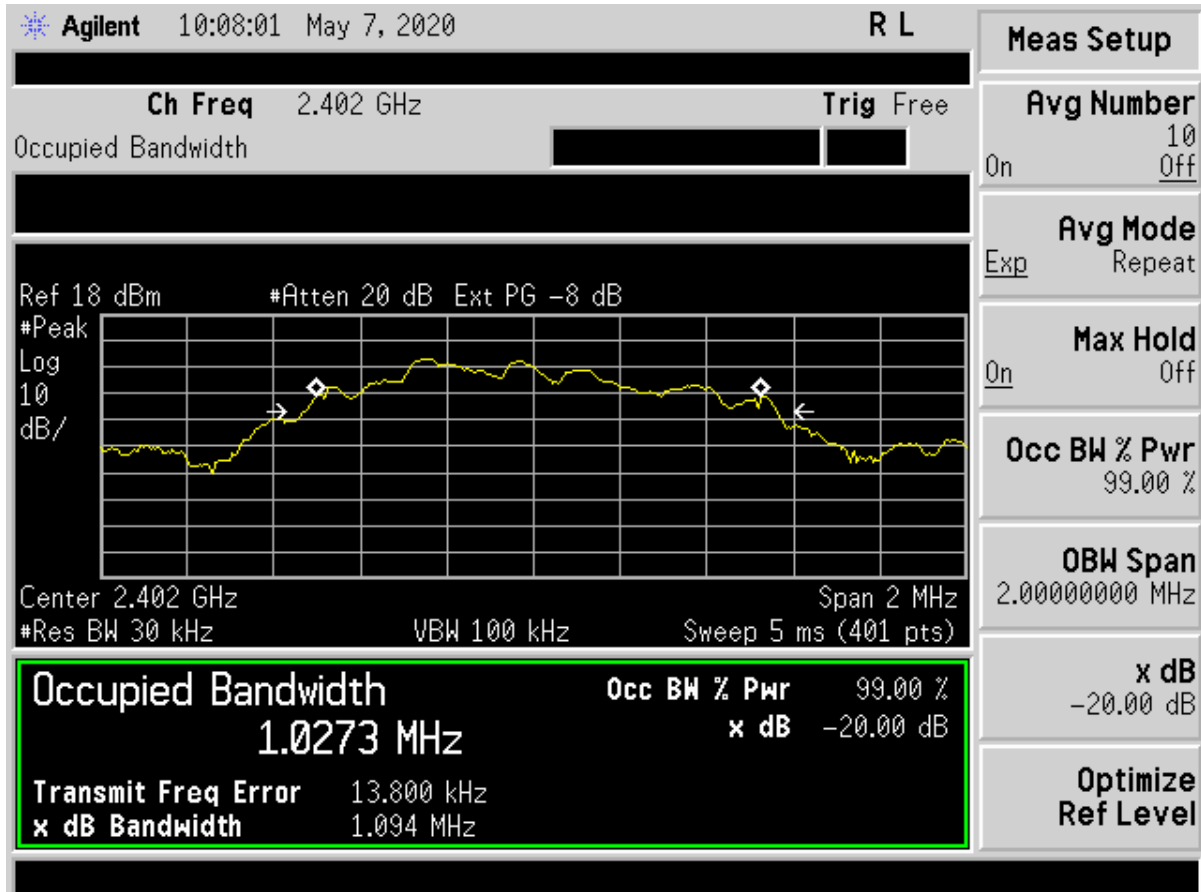 Agilent 10:08:01 May 7, 2020 R L
Ch Freq 2.402 GHz Trig Free
Occupied Bandwidth
Ref 18 dBm #Atten 20 dB Ext PG -8 dB
#Peak
Log
10
dB/
Center 2.402 GHz Span 2 MHz
#Res BW 30 kHz VBW 100 kHz Sweep 5 ms (401 pts)
Occupied Bandwidth Occ BW % Pwr 99.00 %
1.0273 MHz x dB -20.00 dB
Transmit Freq Error 13.800 kHz
x dB Bandwidth 1.094 MHz
Meas Setup
Avg Number
10
On Off
Avg Mode
Exp Repeat
Max Hold
On Off
Occ BW % Pwr
99.00 %
OBW Span
2.00000000 MHz
x dB
-20.00 dB
Optimize
Ref Level